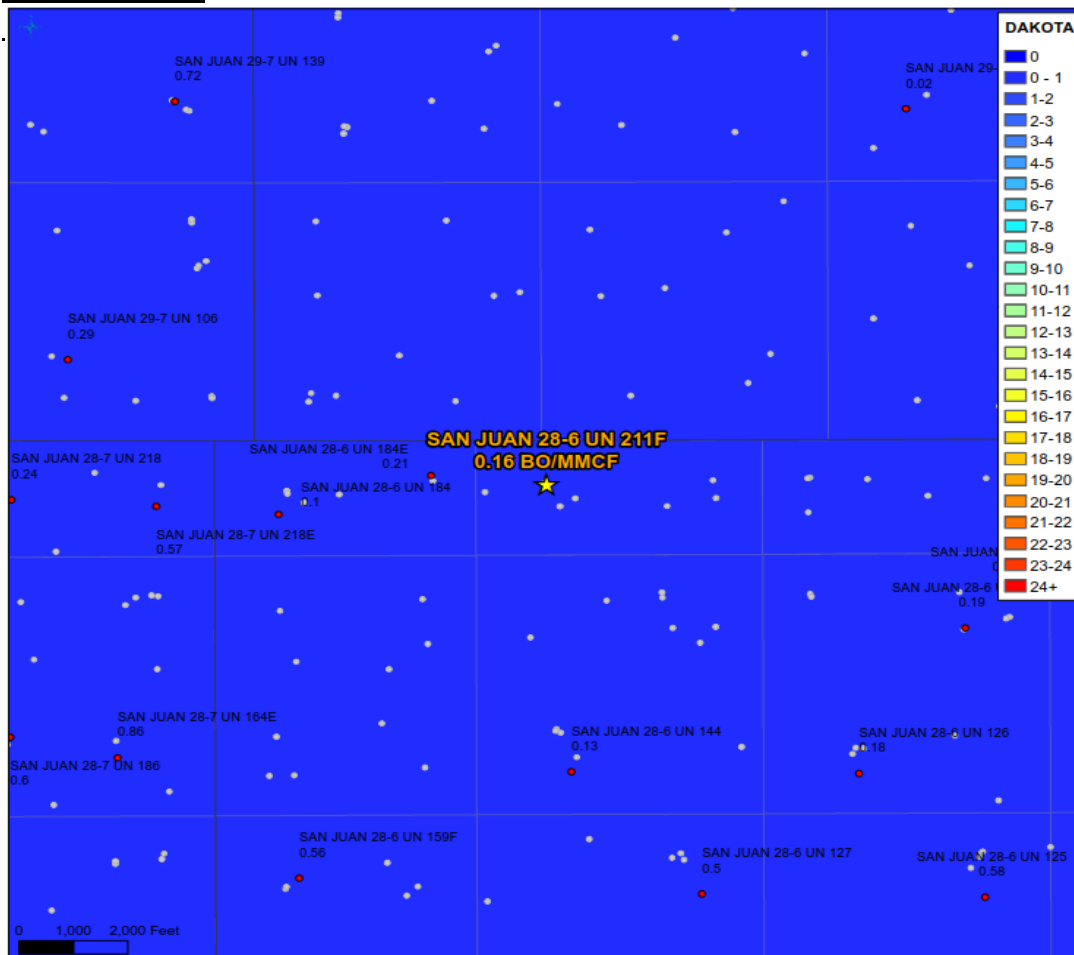 SAN JUAN 29-7 UN 139
0.72
SAN JUAN 29-
0.02
SAN JUAN 29-7 UN 106
0.29
SAN JUAN 28-6 UN 211F
0.16 BO/MMCF
SAN JUAN 28-6 UN 184E
0.21
SAN JUAN 28-7 UN 218
0.24
SAN JUAN 28-6 UN 184
0.1
SAN JUAN 28-7 UN 218E
0.57
SAN JUAN
SAN JUAN 28-6
0.19
SAN JUAN 28-7 UN 164E
0.86
SAN JUAN 28-6 UN 144
0.13
SAN JUAN 28-6 UN 126
0.18
SAN JUAN 28-7 UN 186
0.6
SAN JUAN 28-6 UN 159F
0.56
SAN JUAN 28-6 UN 127
0.5
SAN JUAN 28-6 UN 125
0.58
0 1,000 2,000 Feet
DAKOTA
0
0 - 1
1-2
2-3
3-4
4-5
5-6
6-7
7-8
8-9
9-10
10-11
11-12
12-13
13-14
14-15
15-16
16-17
17-18
18-19
19-20
20-21
21-22
22-23
23-24
24+